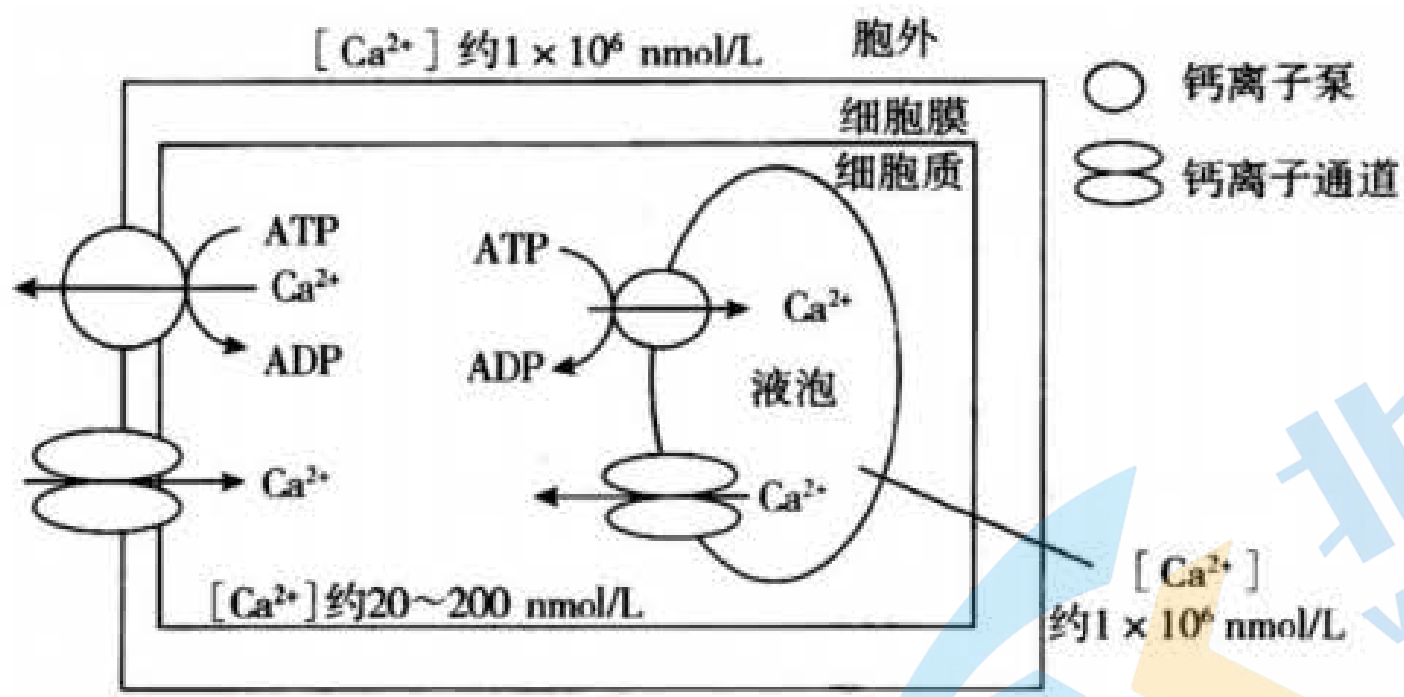 [Ca²⁺]约1×10⁶ nmol/L
胞外
钙离子泵
细胞膜
细胞质
钙离子通道
ATP
Ca²⁺
ADP
ATP
Ca²⁺
ADP
液泡
Ca²⁺
Ca²⁺
[Ca²⁺]约20～200 nmol/L
[Ca²⁺]
约1×10⁶ nmol/L